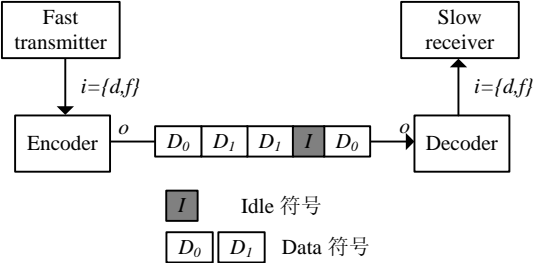 Fast transmitter
Slow receiver
i={d,f}
i={d,f}
Encoder
o
D0 D1 D1 I D0
o
Decoder
I Idle 符号
D0 D1 Data 符号